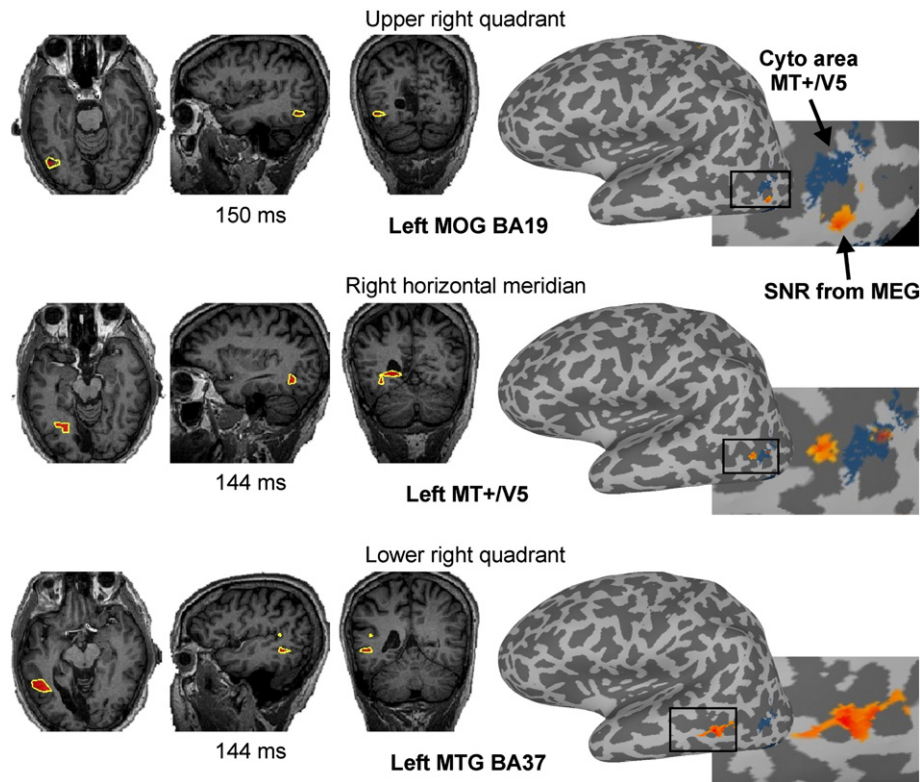 Upper right quadrant
Cyto area
MT+/V5
150 ms
Left MOG BA19
SNR from MEG
Right horizontal meridian
144 ms
Left MT+/V5
Lower right quadrant
144 ms
Left MTG BA37